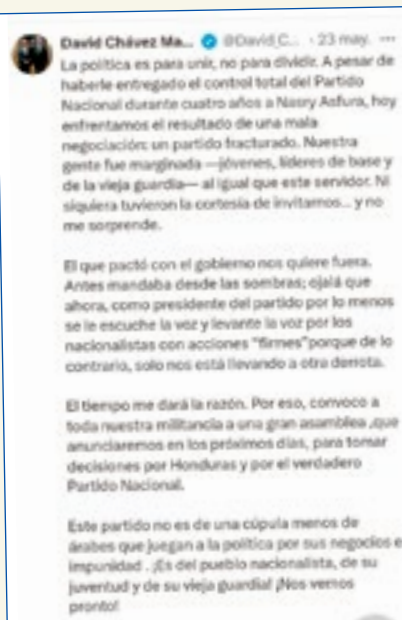 David Chávez Ma... @David_C... · 23 may. ···
La política es para unir, no para dividir. A pesar de
haberle entregado el control total del Partido
Nacional durante cuatro años a Nasry Asfura, hoy
enfrentamos el resultado de una mala
negociación: un partido fracturado. Nuestra
gente fue marginada —jóvenes, líderes de base y
de la vieja guardia— al igual que este servidor. Ni
siquiera tuvieron la cortesía de invitarnos... y no
me sorprende.
El que pactó con el gobierno nos quiere fuera.
Antes mandaba desde las sombras; ojalá que
ahora, como presidente del partido por lo menos
se le escuche la voz y levante la voz por los
nacionalistas con acciones "firmes"porque de lo
contrario, solo nos está llevando a otra derrota.
El tiempo me dará la razón. Por eso, convoco a
toda nuestra militancia a una gran asamblea ,que
anunciaremos en los próximos días, para tomar
decisiones por Honduras y por el verdadero
Partido Nacional.
Este partido no es de una cúpula menos de
árabes que juegan a la política por sus negocios e
impunidad . ¡Es del pueblo nacionalista, de su
juventud y de su vieja guardia! ¡Nos vemos
pronto!